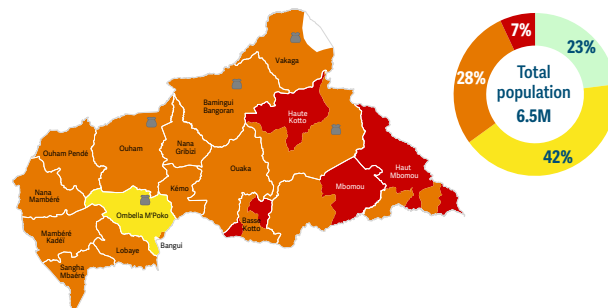 Vakaga
Bamingui
Bangoran
Haute
Kotto
Ouham Pendé
Ouham
Nana
Gribizi
Ouaka
Haut
Mbomou
Mbomou
Nana
Mambéré
Kémo
Ombella M'Poko
Basse
Kotto
Mambéré
Kadéï
Bangui
Lobaye
Sangha
Mbaéré
7%
23%
28%
42%
Total
population
6.5M